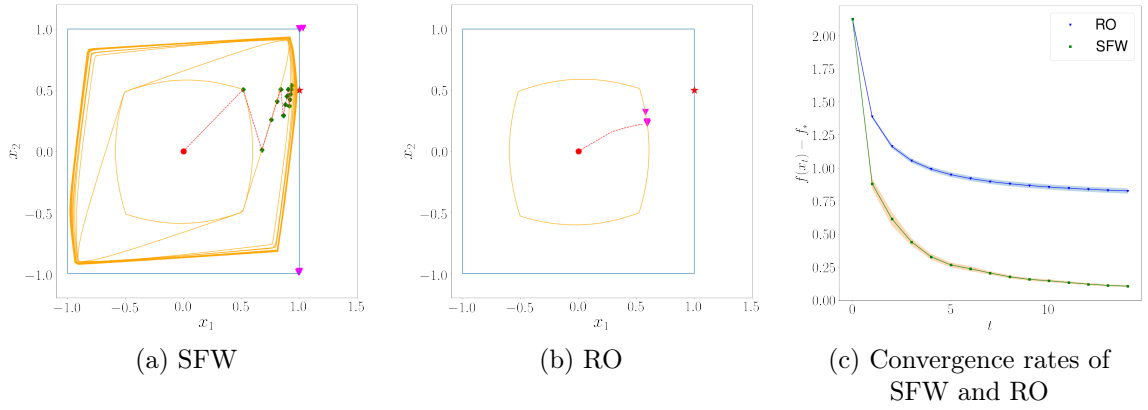 1.0
0.5
0.0
−0.5
−1.0
x₂
−1.0 −0.5 0.0 0.5 1.0 1.5
x₁
(a) SFW
1.0
0.5
0.0
−0.5
−1.0
x₂
−1.0 −0.5 0.0 0.5 1.0 1.5
x₁
(b) RO
2.00
1.75
1.50
1.25
1.00
0.75
0.50
0.25
0.00
f(xₜ) − f⁎
RO
SFW
0 5 10
t
(c) Convergence rates of
SFW and RO